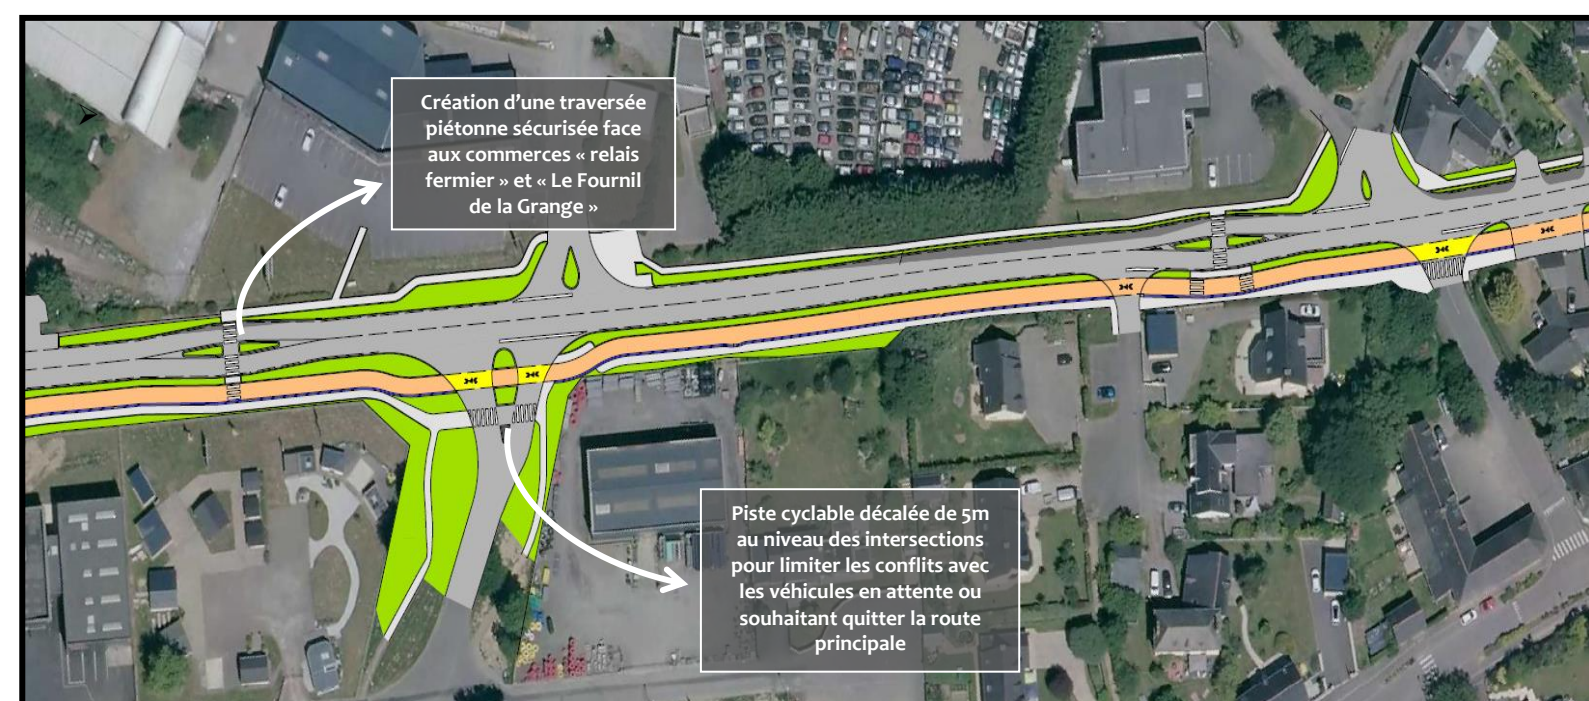 Création d’une traversée
piétonne sécurisée face
aux commerces « relais
fermier » et « Le Fournil
de la Grange »
Piste cyclable décalée de 5m
au niveau des intersections
pour limiter les conflits avec
les véhicules en attente ou
souhaitant quitter la route
principale